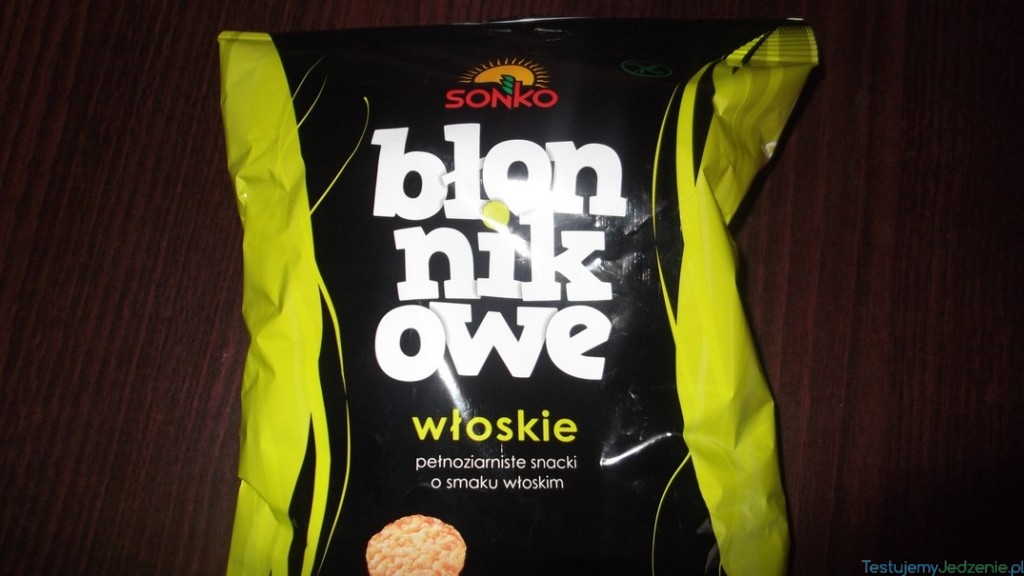 SONKO
błon
nik
owe
włoskie
pełnoziarniste snacki
o smaku włoskim
TestujemyJedzenie.pl